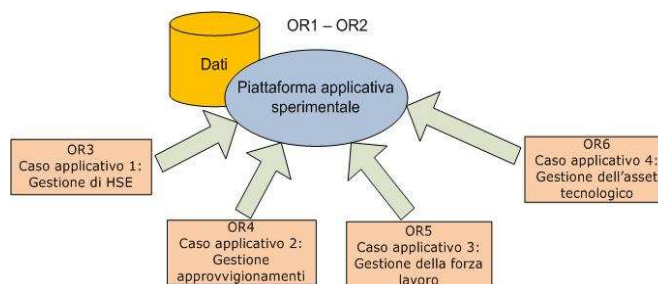 OR1 – OR2
Dati
Piattaforma applicativa
sperimentale
OR3
Caso applicativo 1:
Gestione di HSE
OR4
Caso applicativo 2:
Gestione
approvvigionamenti
OR5
Caso applicativo 3:
Gestione della forza
lavoro
OR6
Caso applicativo 4:
Gestione dell'asset
tecnologico